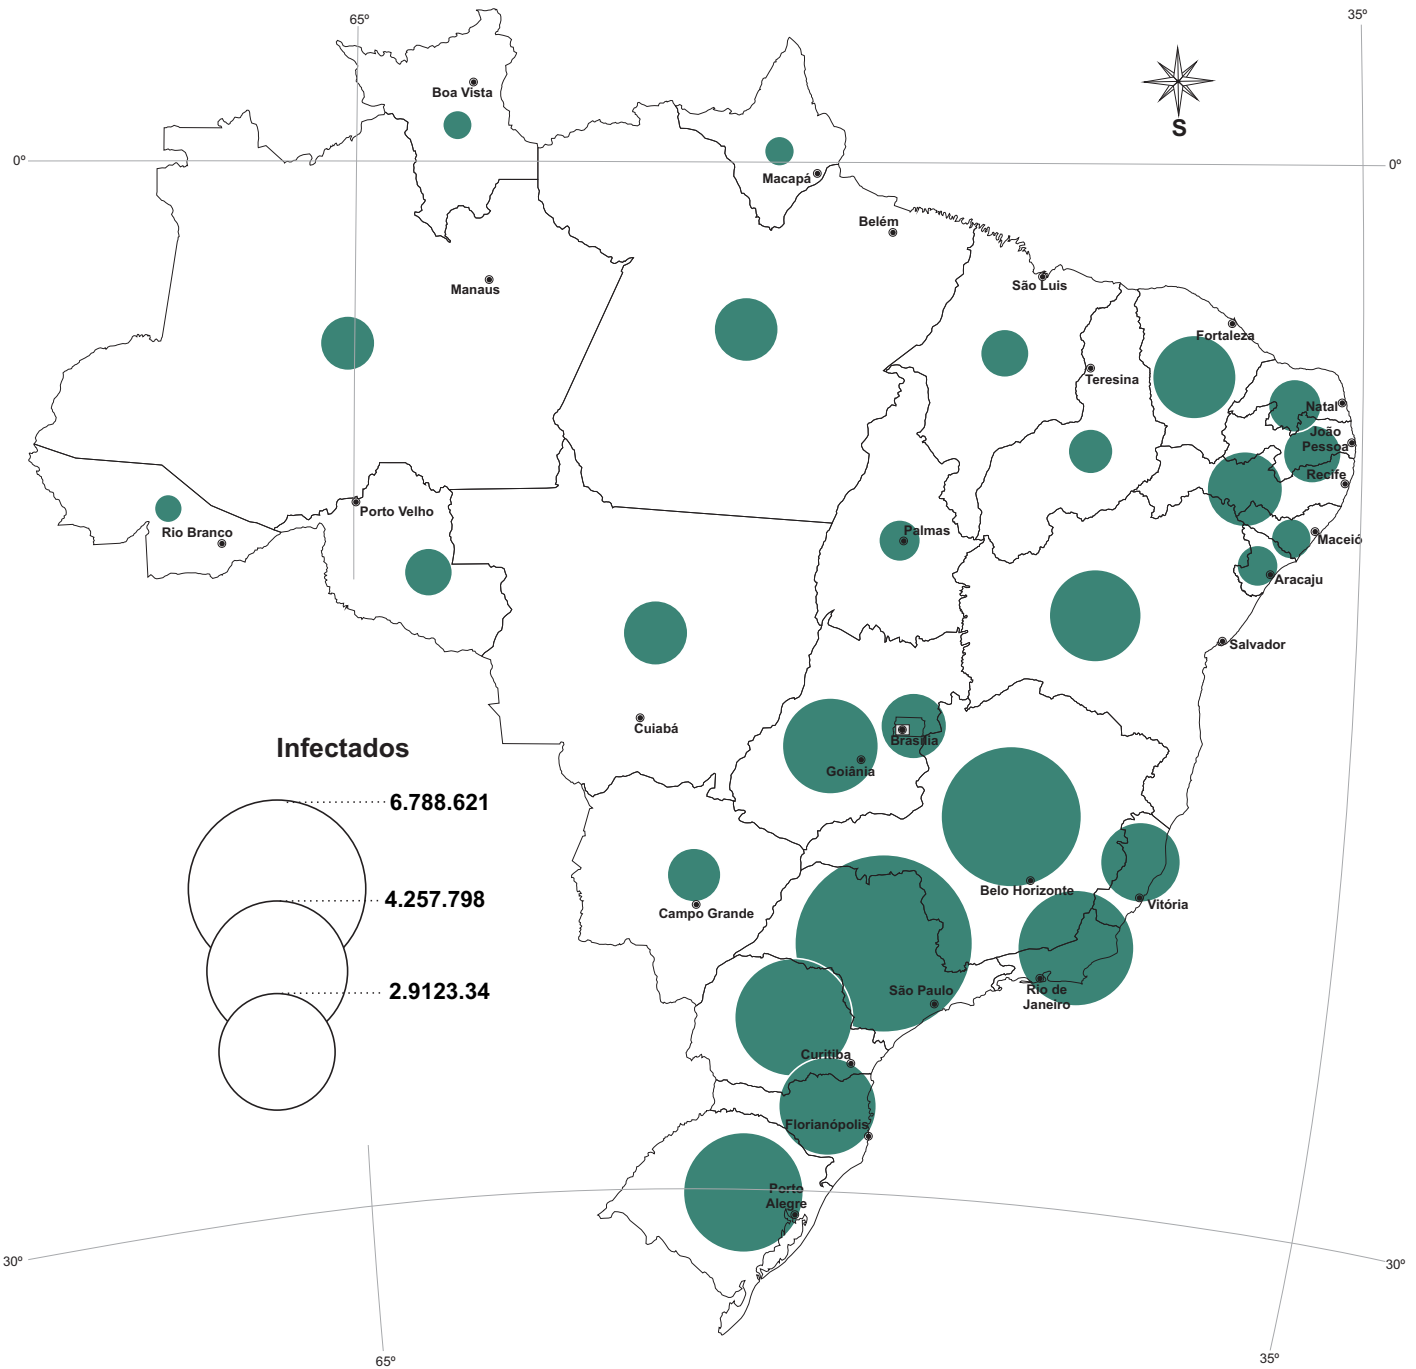 65º
35º
Boa Vista
S
0º
0º
Macapá
Belém
Manaus
São Luis
Fortaleza
Teresina
Natal
João
Pessoa
Recife
Porto Velho
Rio Branco
Palmas
Maceió
Aracaju
Salvador
Cuiabá
Brasília
Goiânia
Infectados
6.788.621
4.257.798
2.9123.34
Belo Horizonte
Vitória
Campo Grande
São Paulo
Rio de
Janeiro
Curitiba
Florianópolis
Porto
Alegre
30º
30º
65º
35º